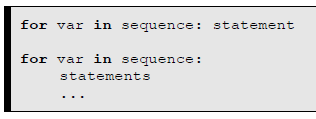 for var in sequence: statement
for var in sequence:
statements
...